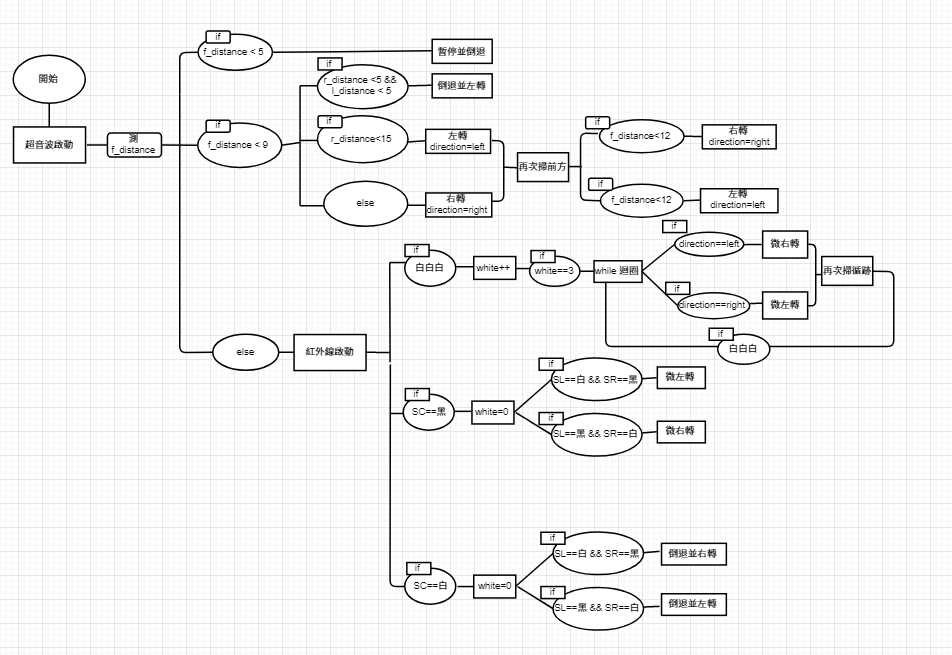 開始
超音波啟動
測
f_distance
if
f_distance < 5
暫停並倒退
if
f_distance < 9
if
r_distance <5 &&
l_distance < 5
倒退並左轉
if
r_distance<15
左轉
direction=left
else
右轉
direction=right
再次掃前方
if
f_distance<12
右轉
direction=right
if
f_distance<12
左轉
direction=left
else
紅外線啟動
if
白白白
white++
if
white==3
while 迴圈
if
direction==left
微右轉
if
direction==right
微左轉
再次掃循跡
if
白白白
if
SC==黑
white=0
if
SL==白 && SR==黑
微左轉
if
SL==黑 && SR==白
微右轉
if
SC==白
white=0
if
SL==白 && SR==黑
倒退並右轉
if
SL==黑 && SR==白
倒退並左轉